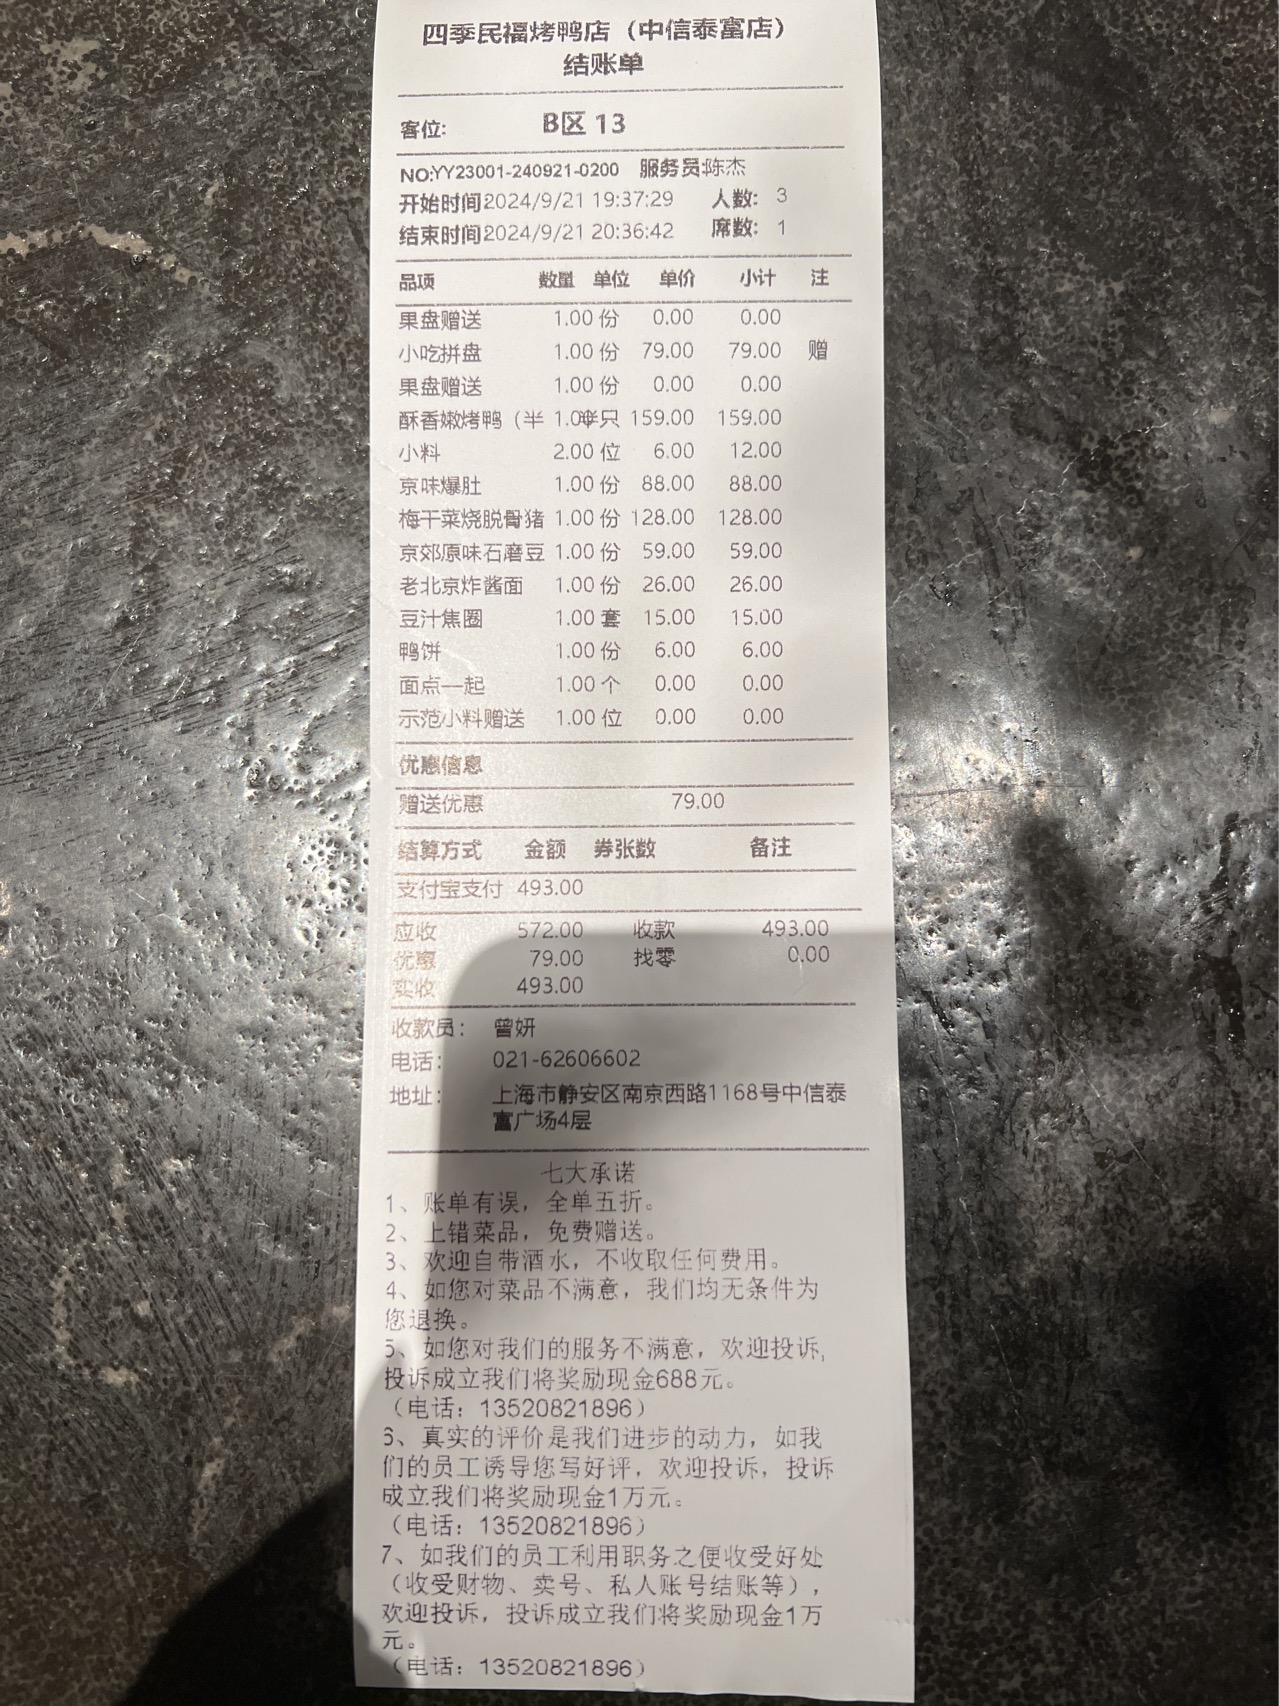 四季民福烤鸭店（中信泰富店）
结账单
客位: B区 13
NO:YY23001-240921-0200 服务员:陈杰
开始时间:2024/9/21 19:37:29 人数: 3
结束时间:2024/9/21 20:36:42 席数: 1
品项 数量 单位 单价 小计 注
果盘赠送 1.00 份 0.00 0.00
小吃拼盘 1.00 份 79.00 79.00 赠
果盘赠送 1.00 份 0.00 0.00
酥香嫩烤鸭（半 1.00 半只 159.00 159.00
小料 2.00 位 6.00 12.00
京味爆肚 1.00 份 88.00 88.00
梅干菜烧脱骨猪 1.00 份 128.00 128.00
京郊原味石磨豆 1.00 份 59.00 59.00
老北京炸酱面 1.00 份 26.00 26.00
豆汁焦圈 1.00 套 15.00 15.00
鸭饼 1.00 份 6.00 6.00
面点一起 1.00 个 0.00 0.00
示范小料赠送 1.00 位 0.00 0.00
优惠信息
赠送优惠 79.00
结算方式 金额 券张数 备注
支付宝支付 493.00
应收 572.00 收款 493.00
优惠 79.00 找零 0.00
实收 493.00
收款员: 曾妍
电话: 021-62606602
地址: 上海市静安区南京西路1168号中信泰
富广场4层
七大承诺
1、账单有误，全单五折。
2、上错菜品，免费赠送。
3、欢迎自带酒水，不收取任何费用。
4、如您对菜品不满意，我们均无条件为
您退换。
5、如您对我们的服务不满意，欢迎投诉,
投诉成立我们将奖励现金688元。
（电话：13520821896）
6、真实的评价是我们进步的动力，如我
们的员工诱导您写好评，欢迎投诉，投诉
成立我们将奖励现金1万元。
（电话：13520821896）
7、如我们的员工利用职务之便收受好处
（收受财物、卖号、私人账号结账等），
欢迎投诉，投诉成立我们将奖励现金1万
元。
（电话：13520821896）